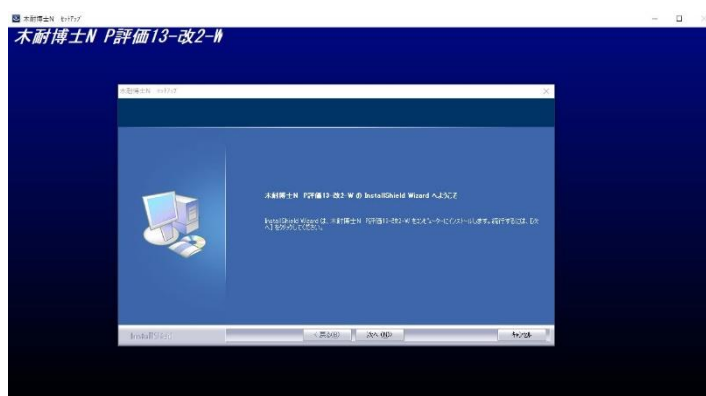 木耐博士N ｾｯﾄｱｯﾌﾟ
木耐博士N P評価13-改2-W
木耐博士N ｾｯﾄｱｯﾌﾟ
木耐博士N P評価13-改2-W の InstallShield Wizard へようこそ
InstallShield Wizard は、木耐博士N P評価13-改2-W をｺﾝﾋﾟｭｰﾀｰにｲﾝｽﾄｰﾙします。続行するには、[次
へ] をｸﾘｯｸしてください。
InstallShield
< 戻る(B)
次へ (N)>
ｷｬﾝｾﾙ